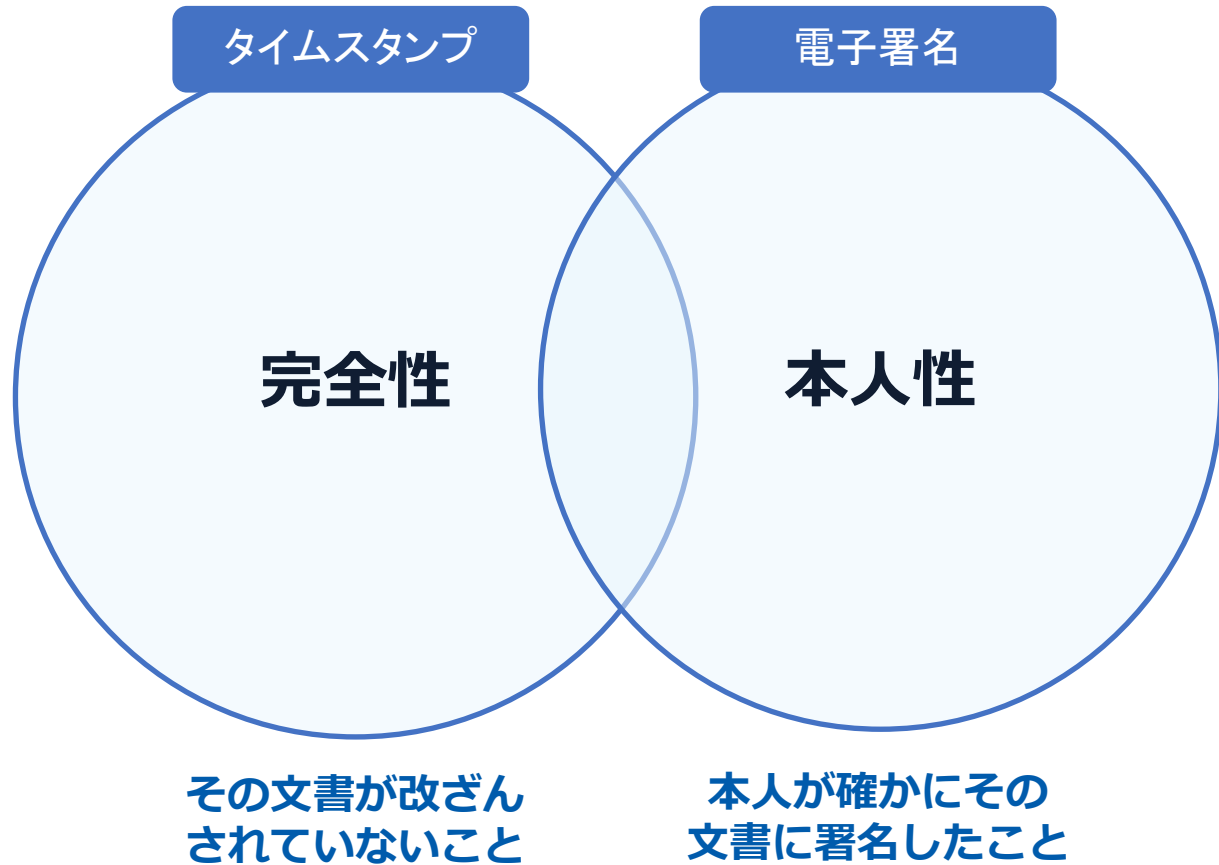 タイムスタンプ
電子署名
完全性
本人性
その文書が改ざん
されていないこと
本人が確かにその
文書に署名したこと